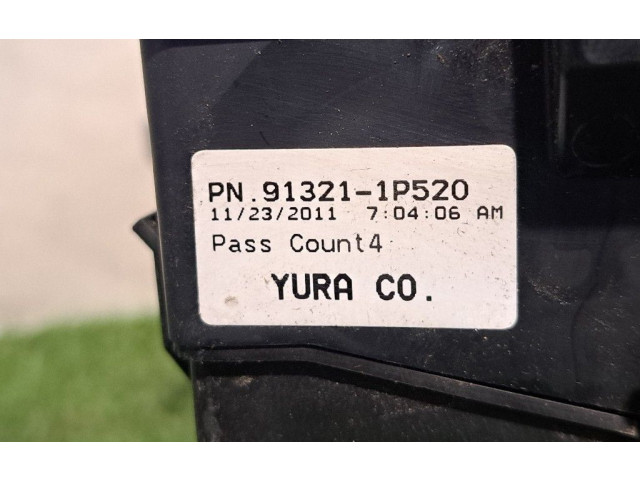 PN.91321-1P520
11/23/2011 7:04:06 AM
Pass Count4
YURA CO.